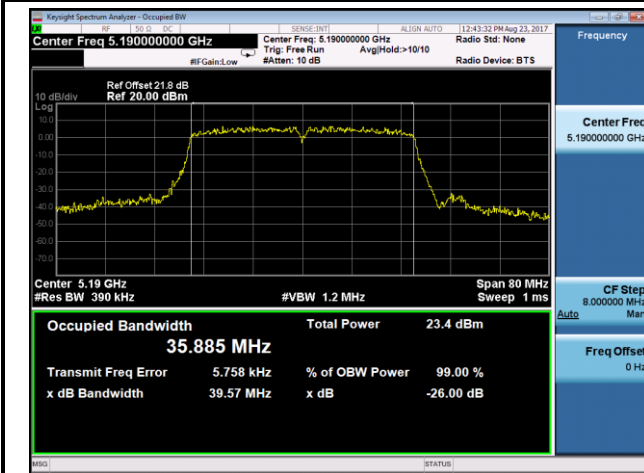 Keysight Spectrum Analyzer - Occupied BW
RF 50 Ω DC SENSE:INT ALIGN AUTO 12:43:32 PM Aug 23, 2017
Center Freq 5.190000000 GHz Center Freq: 5.190000000 GHz Radio Std: None
Trig: Free Run Avg|Hold:>10/10
#IFGain:Low #Atten: 10 dB Radio Device: BTS
Ref Offset 21.8 dB
10 dB/div Ref 20.00 dBm
Log
10.0
0.00
-10.0
-20.0
-30.0
-40.0
-50.0
-60.0
-70.0
Center 5.19 GHz Span 80 MHz
#Res BW 390 kHz #VBW 1.2 MHz Sweep 1 ms
Occupied Bandwidth Total Power 23.4 dBm
35.885 MHz
Transmit Freq Error 5.758 kHz % of OBW Power 99.00 %
x dB Bandwidth 39.57 MHz x dB -26.00 dB
MSG STATUS
Frequency
Center Freq
5.190000000 GHz
CF Step
8.000000 MHz
Auto Man
Freq Offset
0 Hz